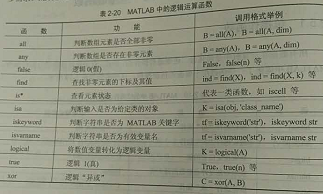 表 2-20 MATLAB 中的逻辑运算函数
函 数 功 能 调用格式举例
all 判断数组元素是否全部非零 B = all(A)，B = all(A, dim)
any 判断数组是否存在非零元素 B = any(A)，B = any(A, dim)
false 逻辑 0(假) False，false(n) 等
find 查找非零元素的下标及其值 ind = find(X)，ind = find(X, k) 等
is* 查看元素状态 代表一类函数，如 iscell 等
isa 判断输入是否为给定类的对象 K = isa(obj, 'class_name')
iskeyword 判断字符串是否为 MATLAB 关键字 tf = iskeyword('str')，iskeyword str
isvarname 判断字符串是否为有效变量名 tf = isvarname('str')，isvarname str
logical 将数值变量转化为逻辑变量 K = logical(A)
true 逻辑 1(真) True，true(n) 等
xor 逻辑 "异或" C = xor(A, B)